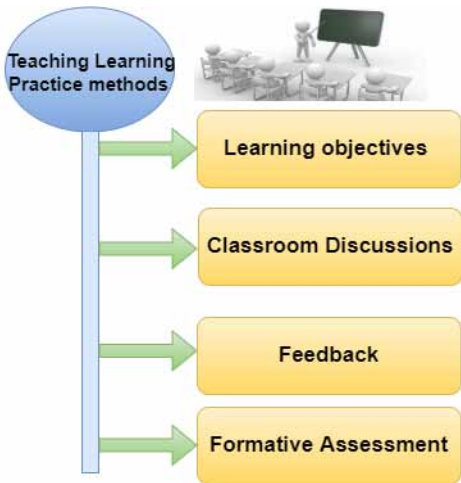 Teaching Learning
Practice methods
Learning objectives
Classroom Discussions
Feedback
Formative Assessment